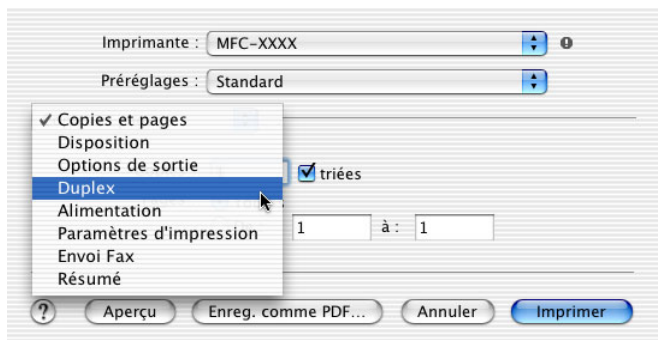 Imprimante : MFC-XXXX
Préréglages : Standard
✓ Copies et pages
Disposition
Options de sortie
triées
Duplex
Alimentation
Paramètres d'impression
1 à : 1
Envoi Fax
Résumé
? Aperçu Enreg. comme PDF... Annuler Imprimer